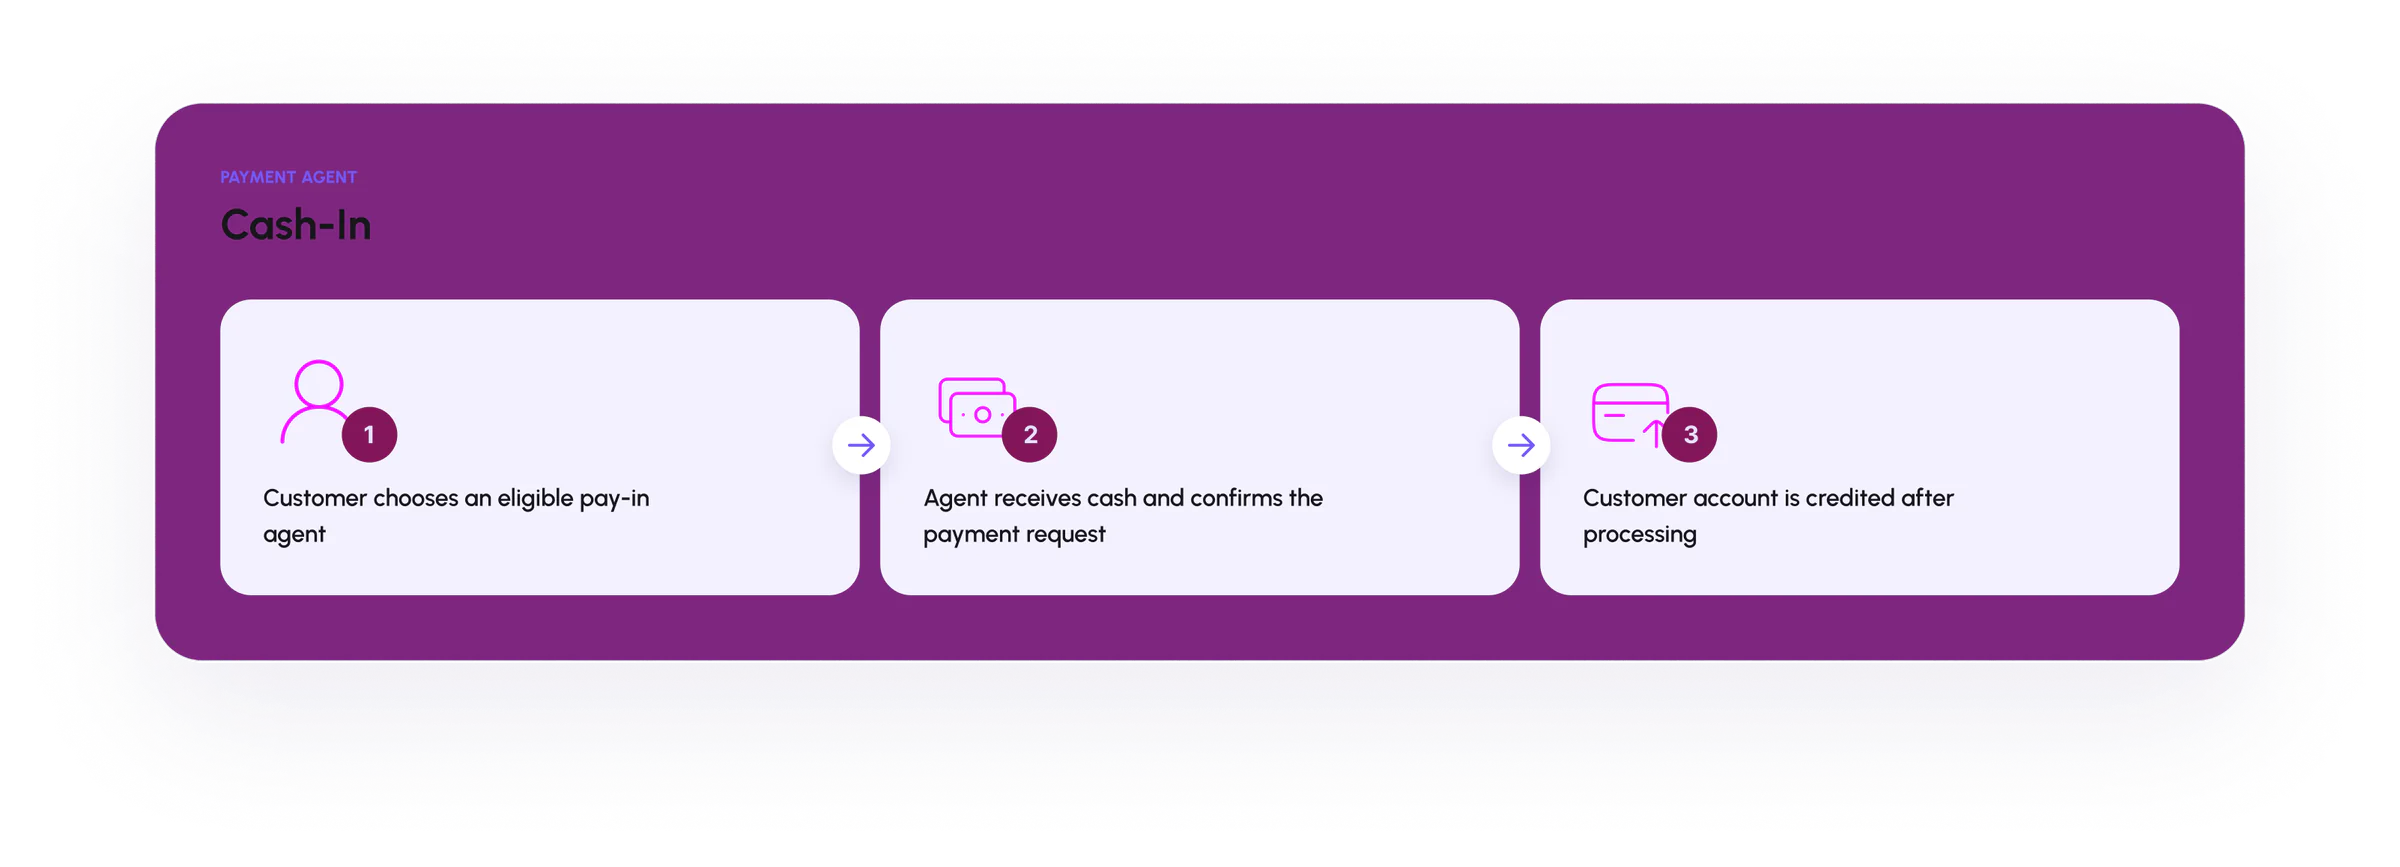 PAYMENT AGENT
Cash-In
1
Customer chooses an eligible pay-in
agent
2
Agent receives cash and confirms the
payment request
3
Customer account is credited after
processing